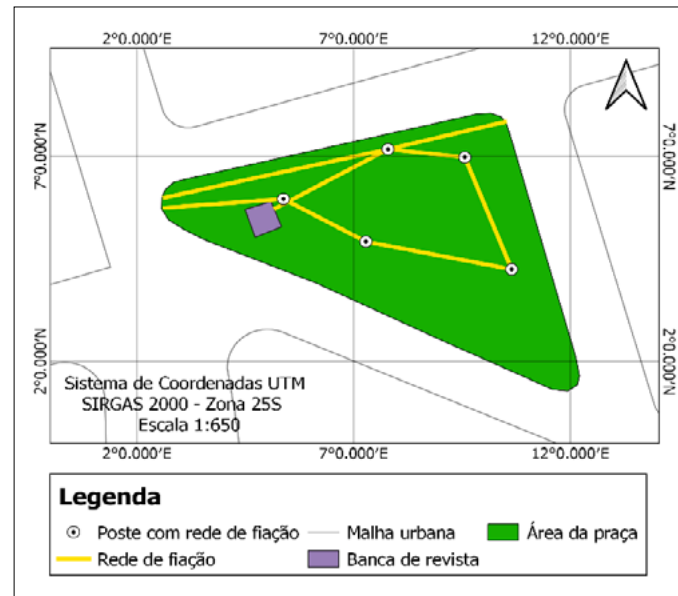 2°0.000'E 7°0.000'E 12°0.000'E
7°0.000'N 7°0.000'N
2°0.000'N 2°0.000'N
Sistema de Coordenadas UTM
SIRGAS 2000 - Zona 25S
Escala 1:650
2°0.000'E 7°0.000'E 12°0.000'E
Legenda
Poste com rede de fiação Malha urbana Área da praça
Rede de fiação Banca de revista